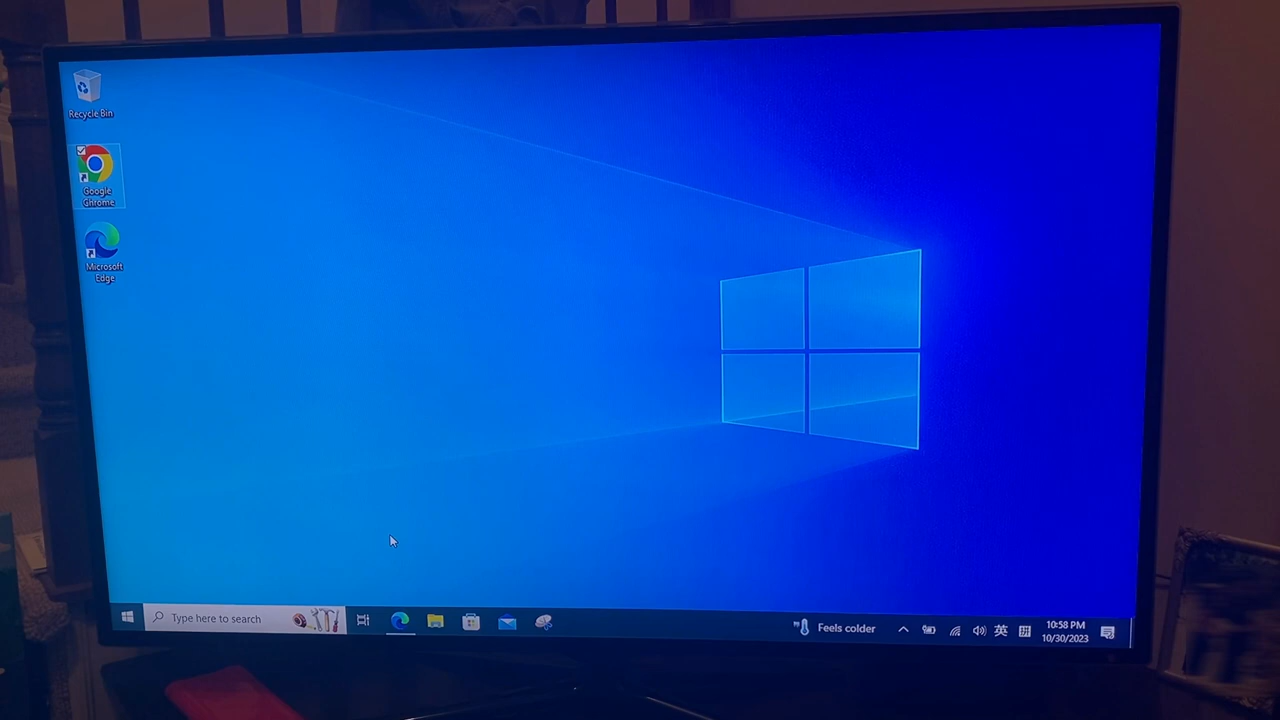 Recycle Bin
Google
Chrome
Microsoft
Edge
Type here to search
Feels colder
英
拼
10:58 PM
10/30/2023